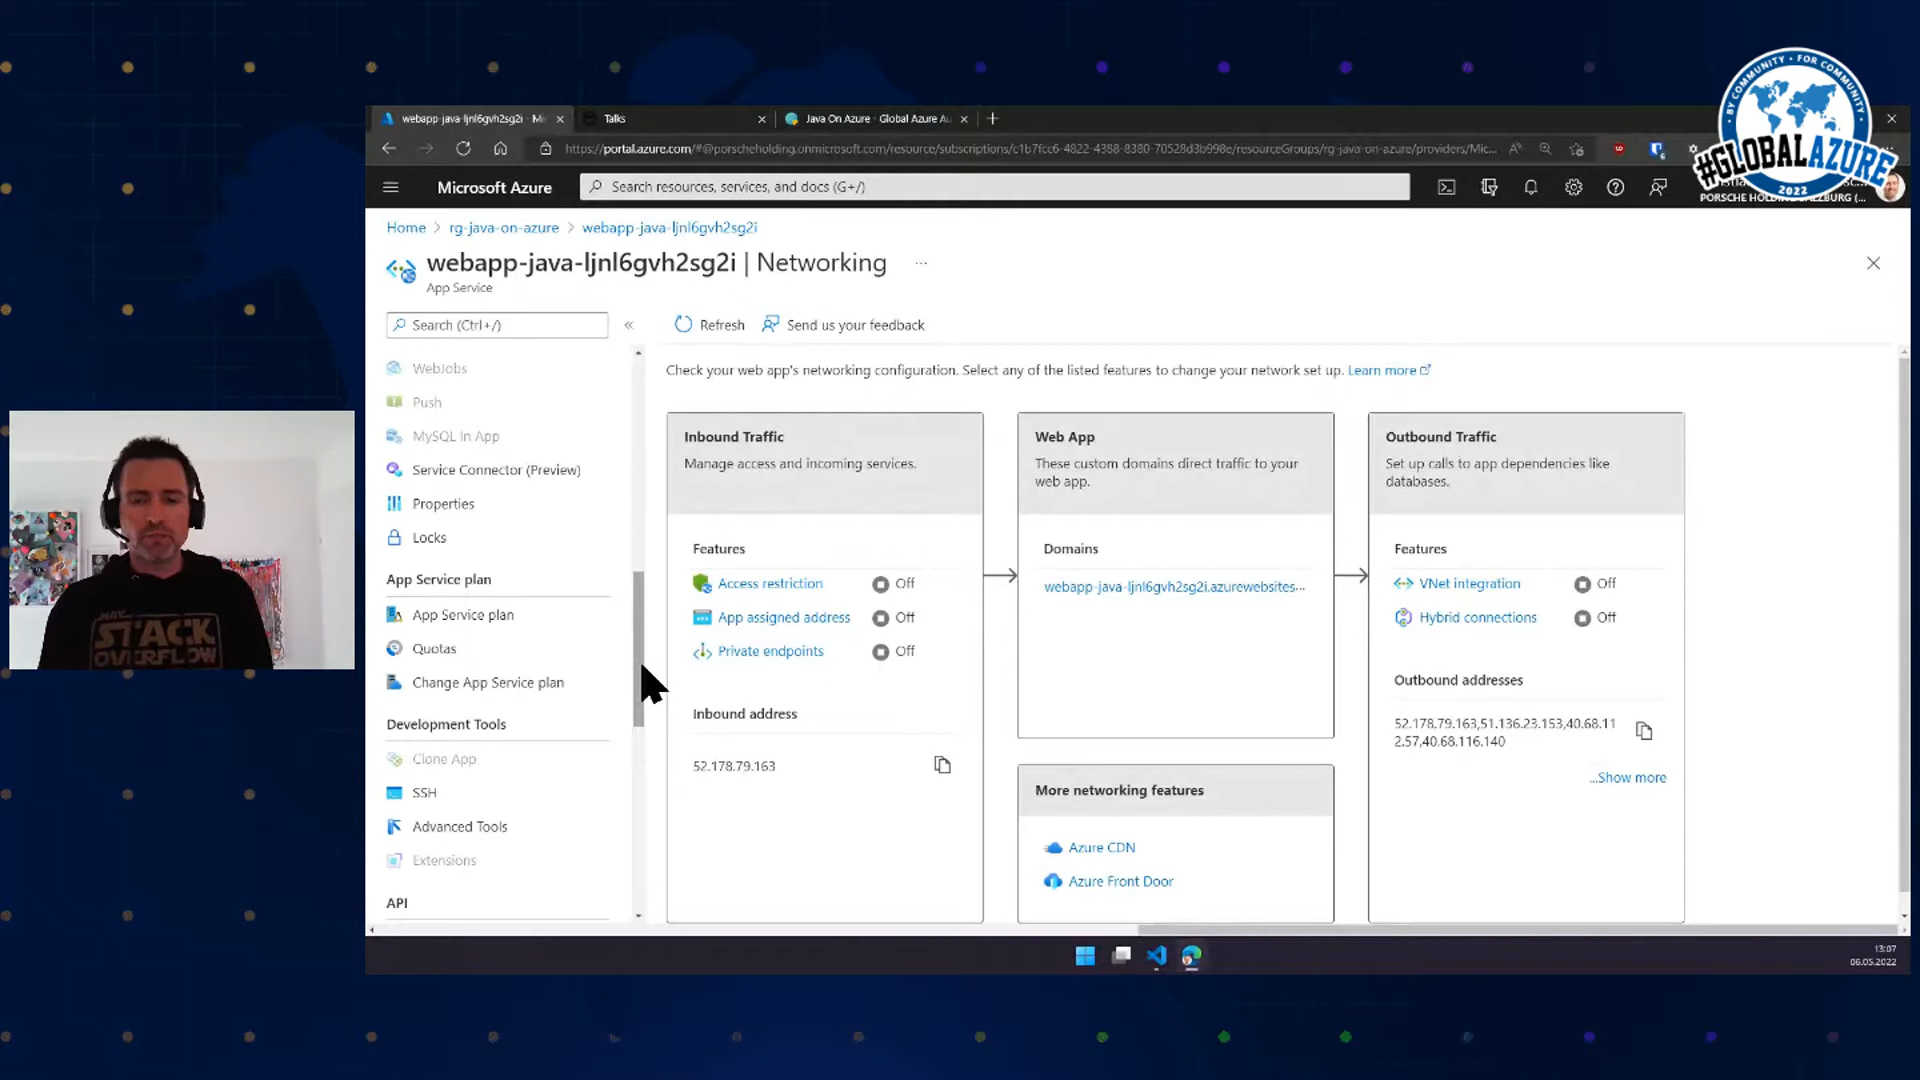 webapp-java-ljnl6gvh2sg2i - Mi
Talks
Java On Azure - Global Azure Au
https://portal.azure.com/#@porscheholding.onmicrosoft.com/resource/subscriptions/c1b7fcc6-4822-4388-8380-70528d3b998e/resourceGroups/rg-java-on-azure/providers/Mic...
BY COMMUNITY • FOR COMMUNITY
#GLOBALAZURE
2022
Microsoft Azure
Search resources, services, and docs (G+/)
Home > rg-java-on-azure > webapp-java-ljnl6gvh2sg2i
webapp-java-ljnl6gvh2sg2i | Networking ...
App Service
Search (Ctrl+/)
«
Refresh
Send us your feedback
WebJobs
Push
MySQL In App
Service Connector (Preview)
Properties
Locks
App Service plan
App Service plan
Quotas
Change App Service plan
Development Tools
Clone App
SSH
Advanced Tools
Extensions
API
Check your web app's networking configuration. Select any of the listed features to change your network set up. Learn more
Inbound Traffic
Manage access and incoming services.
Features
Access restriction Off
App assigned address Off
Private endpoints Off
Inbound address
52.178.79.163
Web App
These custom domains direct traffic to your
web app.
Domains
webapp-java-ljnl6gvh2sg2i.azurewebsites...
More networking features
Azure CDN
Azure Front Door
Outbound Traffic
Set up calls to app dependencies like
databases.
Features
VNet integration Off
Hybrid connections Off
Outbound addresses
52.178.79.163,51.136.23.153,40.68.11
2.57,40.68.116.140
...Show more
STACK
OVERFLOW
13:07
06.05.2022